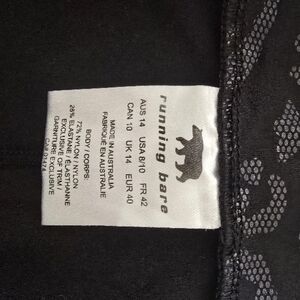 running bare
AUS 14 USA 8/10 FR 42
CAN 10 UK 14 EUR 40
MADE IN AUSTRALIA
FABRIQUÉ EN AUSTRALIE
BODY / CORPS:
72% NYLON / NYLON
28% ELASTANE / ÉLASTHANNE
EXCLUSIVE OF TRIM /
GARNITURE EXCLUSIVE